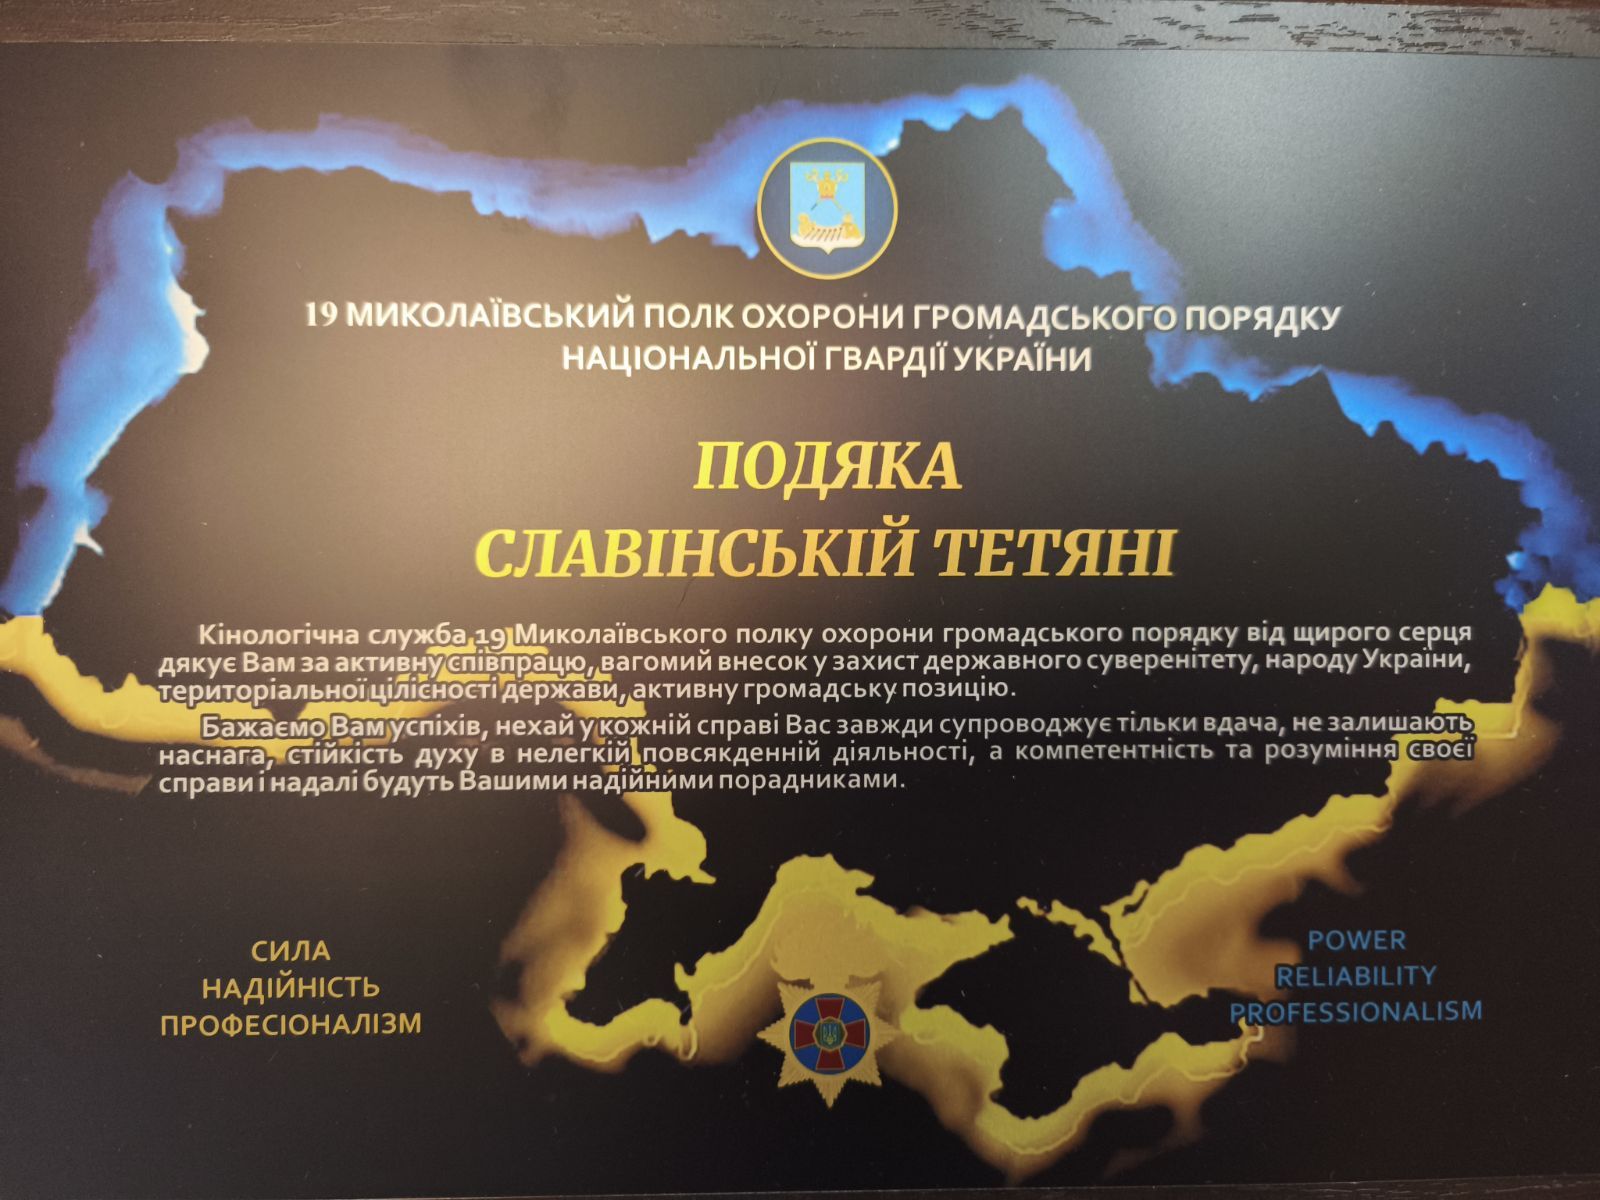 19 МИКОЛАЇВСЬКИЙ ПОЛК ОХОРОНИ ГРОМАДСЬКОГО ПОРЯДКУ
НАЦІОНАЛЬНОЇ ГВАРДІЇ УКРАЇНИ
ПОДЯКА
СЛАВІНСЬКІЙ ТЕТЯНІ
Кінологічна служба 19 Миколаївського полку охорони громадського порядку від щирого серця
дякує Вам за активну співпрацю, вагомий внесок у захист державного суверенітету, народу України,
територіальної цілісності держави, активну громадську позицію.
Бажаємо Вам успіхів, нехай у кожній справі Вас завжди супроводжує тільки вдача, не залишають
наснага, стійкість духу в нелегкій повсякденній діяльності, а компетентність та розуміння своєї
справи і надалі будуть Вашими надійними порадниками.
СИЛА
НАДІЙНІСТЬ
ПРОФЕСІОНАЛІЗМ
POWER
RELIABILITY
PROFESSIONALISM